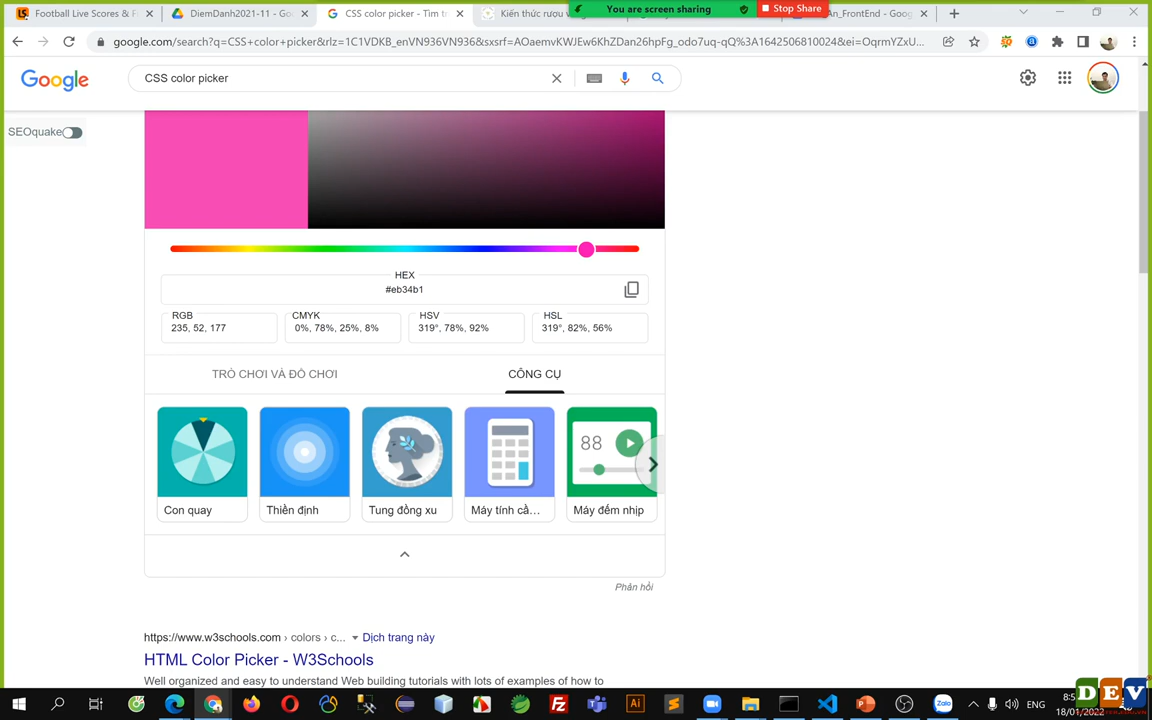 Football Live Scores & F
DiemDanh2021-11 - Go
CSS color picker - Tìm t
Kiến thức rượu v
You are screen sharing
Stop Share
An_FrontEnd - Goog
google.com/search?q=CSS+color+picker&rlz=1C1VDKB_enVN936VN936&sxsrf=AOaemvKWJEw6KhZDan26hpFg_odo7uq-qQ%3A1642506810024&ei=OqrmYZxU...
Google
CSS color picker
SEOquake
HEX
#eb34b1
RGB
235, 52, 177
CMYK
0%, 78%, 25%, 8%
HSV
319°, 78%, 92%
HSL
319°, 82%, 56%
TRÒ CHƠI VÀ ĐỒ CHƠI
CÔNG CỤ
88
Con quay
Thiền định
Tung đồng xu
Máy tính cầ...
Máy đếm nhịp
Phản hồi
https://www.w3schools.com › colors › c...
Dịch trang này
HTML Color Picker - W3Schools
Well organized and easy to understand Web building tutorials with lots of examples of how to
Ai
Zalo
ENG
8:5
18/01/2022
DEV